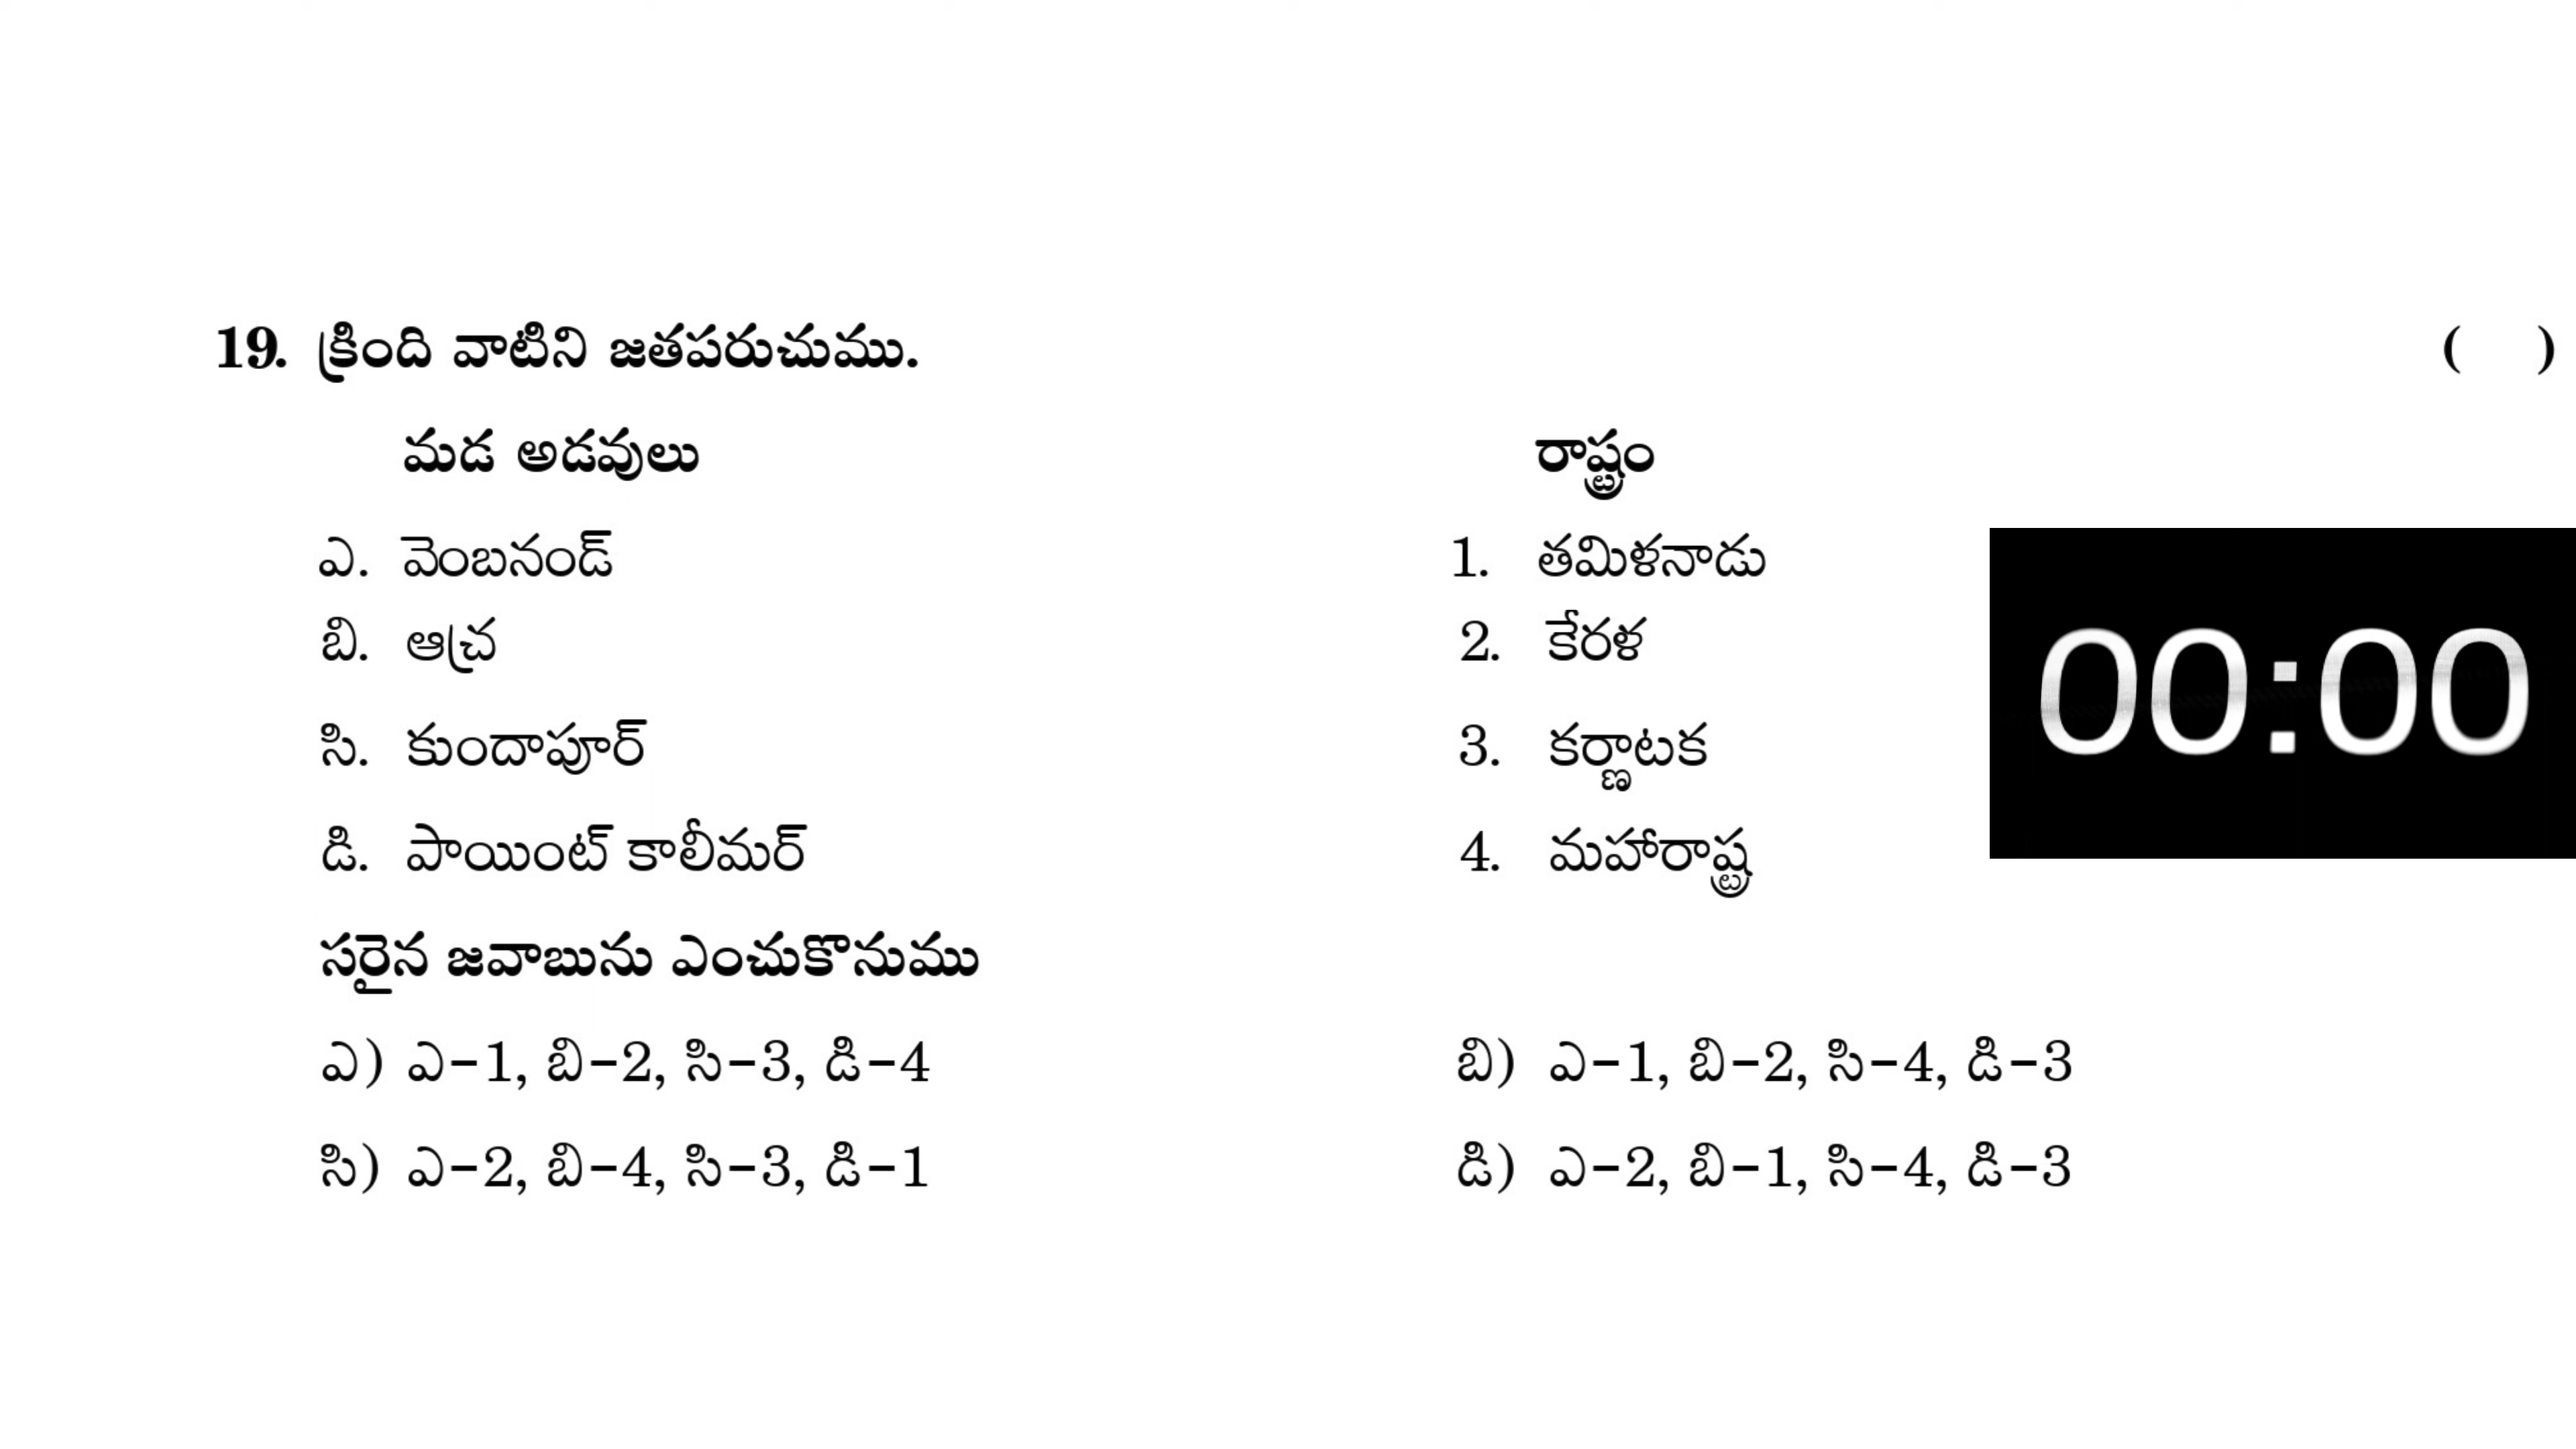 19. క్రింది వాటిని జతపరుచుము. ( )
మడ అడవులు రాష్ట్రం
ఎ. వెంబనండ్ 1. తమిళనాడు
బి. ఆచ్ర 2. కేరళ
సి. కుందాపూర్ 3. కర్ణాటక
డి. పాయింట్ కాలీమర్ 4. మహారాష్ట్ర
00:00
సరైన జవాబును ఎంచుకొనుము
ఎ) ఎ-1, బి-2, సి-3, డి-4 బి) ఎ-1, బి-2, సి-4, డి-3
సి) ఎ-2, బి-4, సి-3, డి-1 డి) ఎ-2, బి-1, సి-4, డి-3